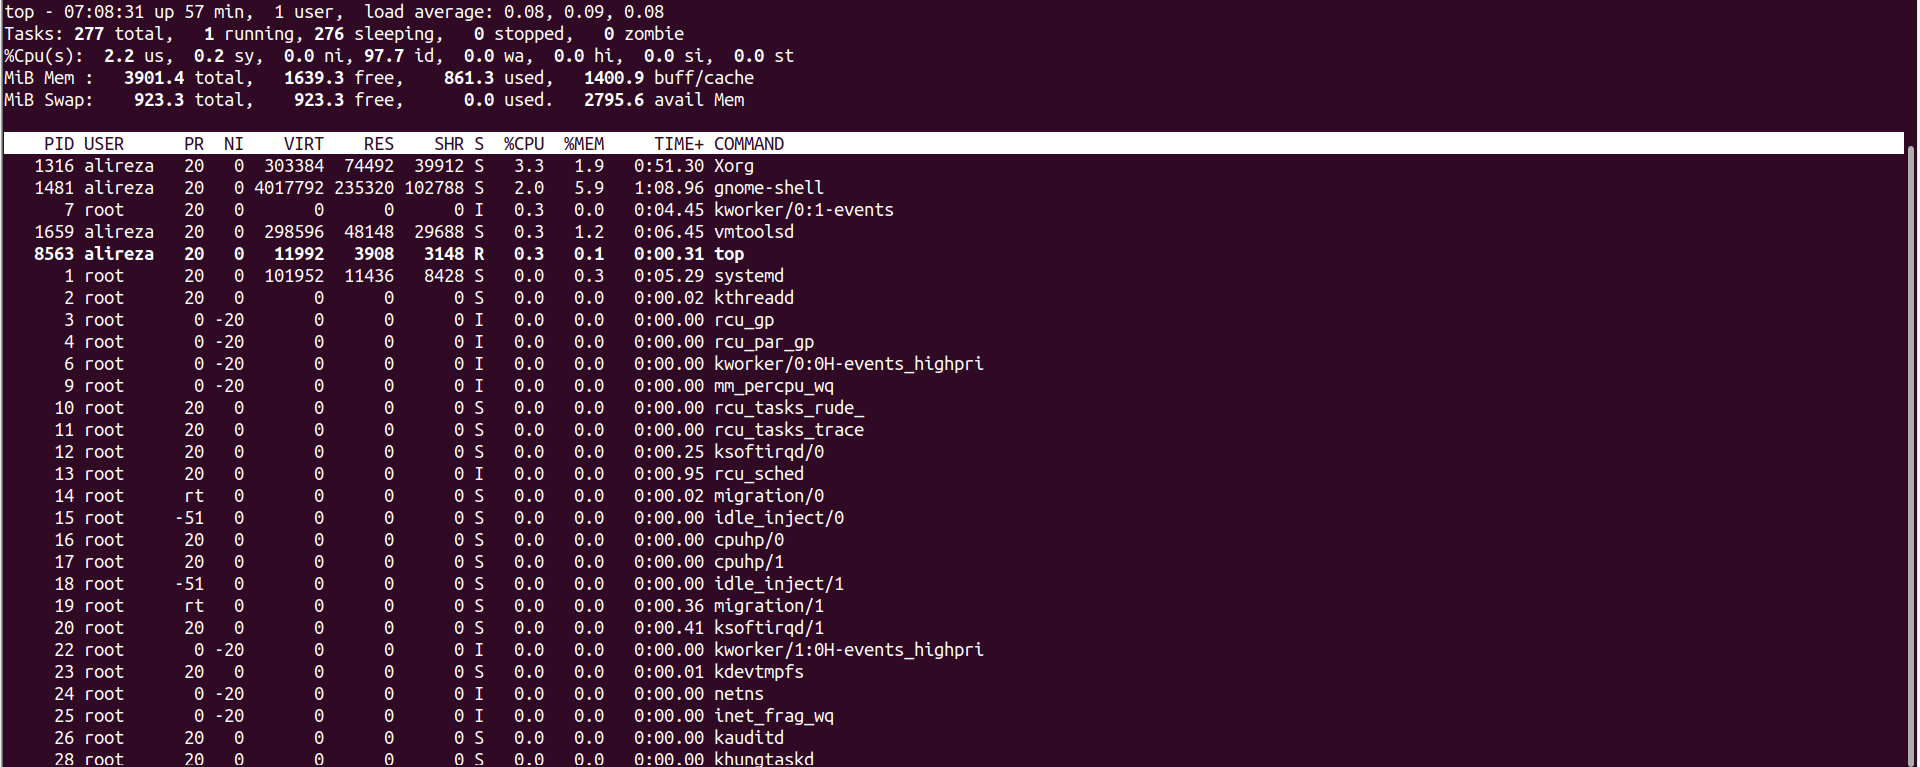 top - 07:08:31 up 57 min,  1 user,  load average: 0.08, 0.09, 0.08
Tasks: 277 total,   1 running, 276 sleeping,   0 stopped,   0 zombie
%Cpu(s):  2.2 us,  0.2 sy,  0.0 ni, 97.7 id,  0.0 wa,  0.0 hi,  0.0 si,  0.0 st
MiB Mem :   3901.4 total,   1639.3 free,    861.3 used,   1400.9 buff/cache
MiB Swap:    923.3 total,    923.3 free,      0.0 used.   2795.6 avail Mem
PID USER      PR  NI    VIRT    RES    SHR S  %CPU  %MEM     TIME+ COMMAND
1316 alireza   20   0  303384  74492  39912 S   3.3   1.9   0:51.30 Xorg
1481 alireza   20   0 4017792 235320 102788 S   2.0   5.9   1:08.96 gnome-shell
7 root      20   0       0      0      0 I   0.3   0.0   0:04.45 kworker/0:1-events
1659 alireza   20   0  298596  48148  29688 S   0.3   1.2   0:06.45 vmtoolsd
8563 alireza   20   0   11992   3908   3148 R   0.3   0.1   0:00.31 top
1 root      20   0  101952  11436   8428 S   0.0   0.3   0:05.29 systemd
2 root      20   0       0      0      0 S   0.0   0.0   0:00.02 kthreadd
3 root       0 -20       0      0      0 I   0.0   0.0   0:00.00 rcu_gp
4 root       0 -20       0      0      0 I   0.0   0.0   0:00.00 rcu_par_gp
6 root       0 -20       0      0      0 I   0.0   0.0   0:00.00 kworker/0:0H-events_highpri
9 root       0 -20       0      0      0 I   0.0   0.0   0:00.00 mm_percpu_wq
10 root      20   0       0      0      0 S   0.0   0.0   0:00.00 rcu_tasks_rude_
11 root      20   0       0      0      0 S   0.0   0.0   0:00.00 rcu_tasks_trace
12 root      20   0       0      0      0 S   0.0   0.0   0:00.25 ksoftirqd/0
13 root      20   0       0      0      0 I   0.0   0.0   0:00.95 rcu_sched
14 root      rt   0       0      0      0 S   0.0   0.0   0:00.02 migration/0
15 root     -51   0       0      0      0 S   0.0   0.0   0:00.00 idle_inject/0
16 root      20   0       0      0      0 S   0.0   0.0   0:00.00 cpuhp/0
17 root      20   0       0      0      0 S   0.0   0.0   0:00.00 cpuhp/1
18 root     -51   0       0      0      0 S   0.0   0.0   0:00.00 idle_inject/1
19 root      rt   0       0      0      0 S   0.0   0.0   0:00.36 migration/1
20 root      20   0       0      0      0 S   0.0   0.0   0:00.41 ksoftirqd/1
22 root       0 -20       0      0      0 I   0.0   0.0   0:00.00 kworker/1:0H-events_highpri
23 root      20   0       0      0      0 S   0.0   0.0   0:00.01 kdevtmpfs
24 root       0 -20       0      0      0 I   0.0   0.0   0:00.00 netns
25 root       0 -20       0      0      0 I   0.0   0.0   0:00.00 inet_frag_wq
26 root      20   0       0      0      0 S   0.0   0.0   0:00.00 kauditd
28 root      20   0       0      0      0 S   0.0   0.0   0:00.00 khungtaskd